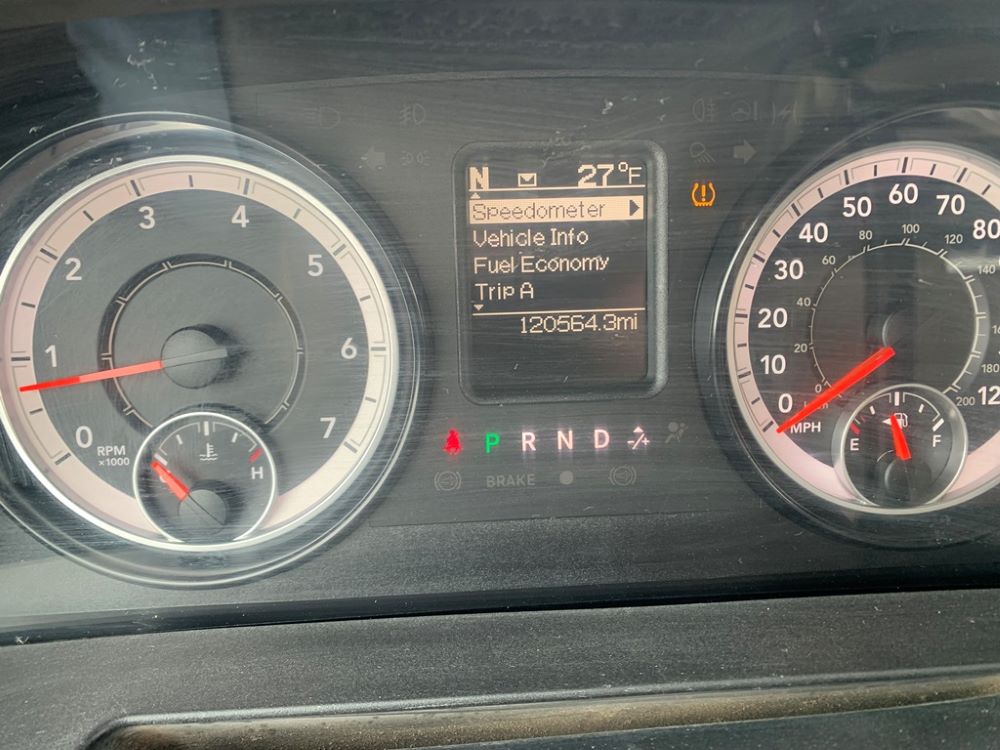 0
1
2
3
4
5
6
7
RPM
x1000
H
N 27°F
Speedometer
Vehicle Info
Fuel Economy
Trip A
120564.3mi
P R N D
BRAKE
0
10
20
30
40
50
60
70
80
MPH
0
20
40
60
80
100
120
140
180
200
E F